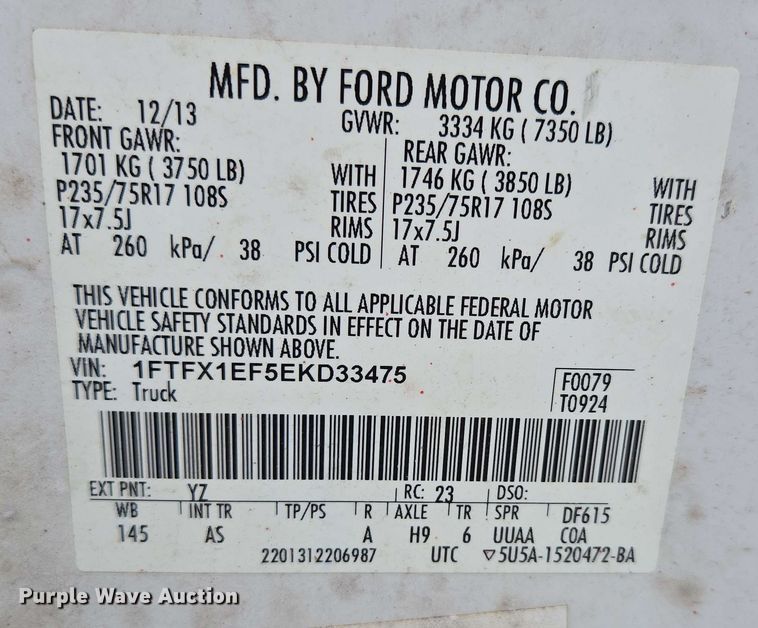 MFD. BY FORD MOTOR CO.
DATE: 12/13 GVWR: 3334 KG ( 7350 LB)
FRONT GAWR: REAR GAWR:
1701 KG ( 3750 LB) WITH 1746 KG ( 3850 LB) WITH
P235/75R17 108S TIRES P235/75R17 108S TIRES
17x7.5J RIMS 17x7.5J RIMS
AT 260 kPa/ 38 PSI COLD AT 260 kPa/ 38 PSI COLD
THIS VEHICLE CONFORMS TO ALL APPLICABLE FEDERAL MOTOR
VEHICLE SAFETY STANDARDS IN EFFECT ON THE DATE OF
MANUFACTURE SHOWN ABOVE.
VIN: 1FTFX1EF5EKD33475 F0079
TYPE: Truck T0924
EXT PNT: YZ RC: 23 DSO:
WB INT TR TP/PS R AXLE TR SPR DF615
145 AS A H9 6 UUAA COA
2201312206987 UTC ▽5U5A-1520472-BA
Purple Wave Auction